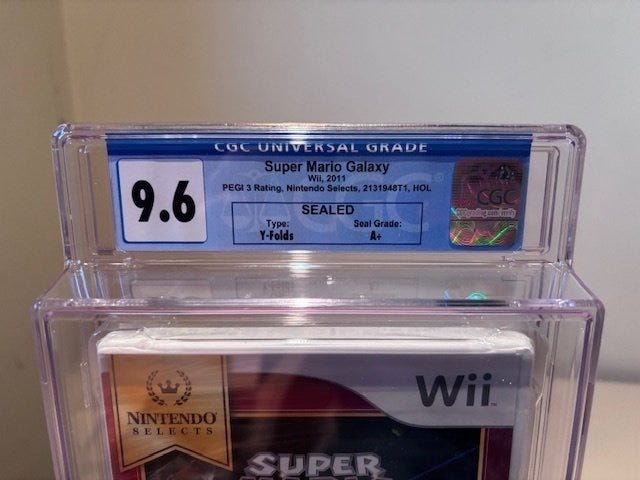 CGC UNIVERSAL GRADE
9.6
Super Mario Galaxy
Wii, 2011
PEGI 3 Rating, Nintendo Selects, 2131948T1, HOL
SEALED
Type: Seal Grade:
Y-Folds A+
CGC
NINTENDO
SELECTS
Wii
SUPER
MARIO